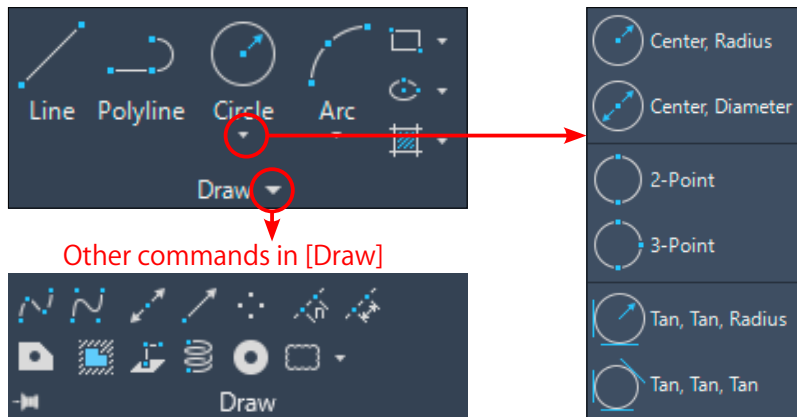 Line Polyline Circle Arc
Draw
Other commands in [Draw]
n
Draw
Center, Radius
Center, Diameter
2-Point
3-Point
Tan, Tan, Radius
Tan, Tan, Tan